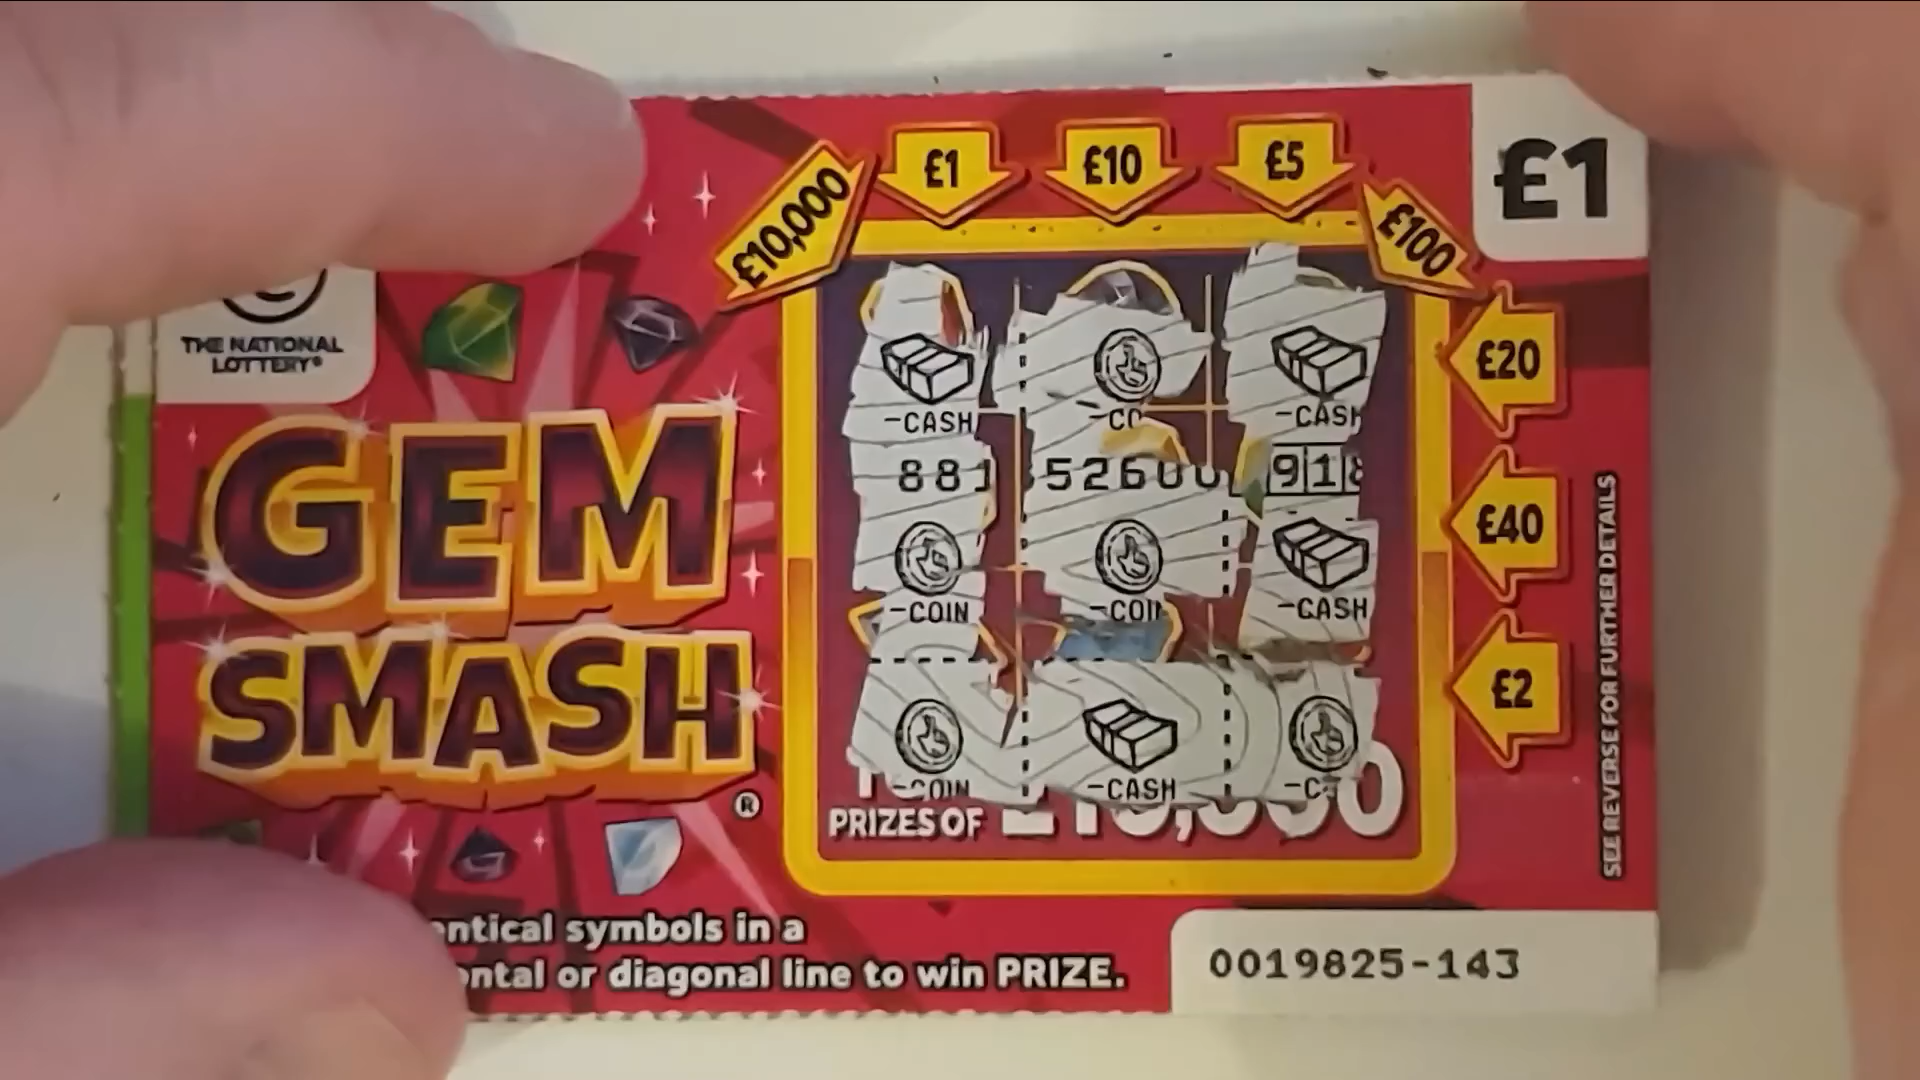 £1 £10 £5
£10,000 £100
£1
THE NATIONAL
LOTTERY®
£20
-CASH -CASH
881 52600 918
£40
GEM
SMASH®
-COIN -COIN -CASH
£2
-COIN -CASH
PRIZES OF £10,000
SEE REVERSE FOR FURTHER DETAILS
symbols in a
or diagonal line to win PRIZE.
0019825-143